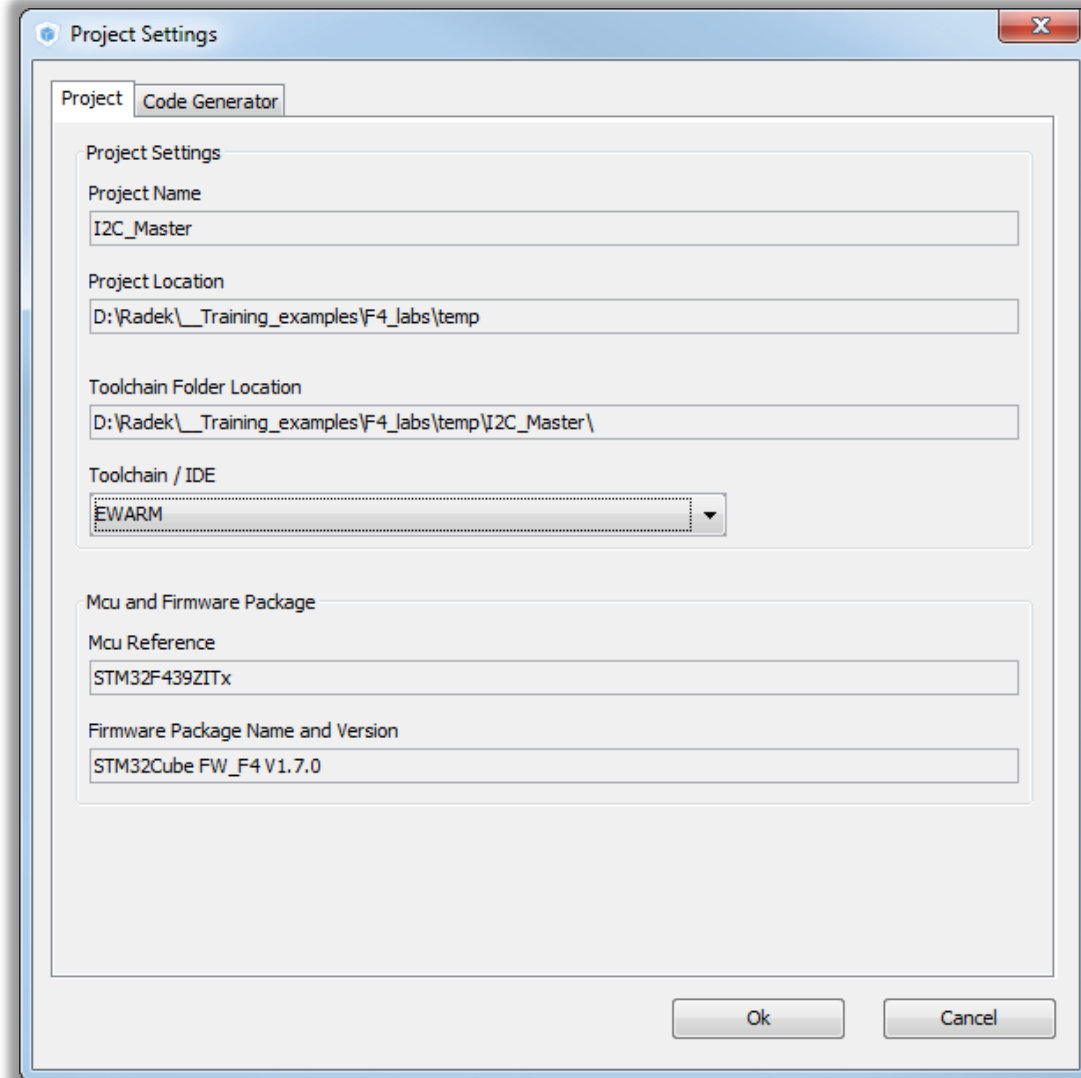 Project Settings
Project
Code Generator
Project Settings
Project Name
I2C_Master
Project Location
D:\Radek\__Training_examples\F4_labs\temp
Toolchain Folder Location
D:\Radek\__Training_examples\F4_labs\temp\I2C_Master\
Toolchain / IDE
EWARM
Mcu and Firmware Package
Mcu Reference
STM32F439ZITx
Firmware Package Name and Version
STM32Cube FW_F4 V1.7.0
Ok
Cancel